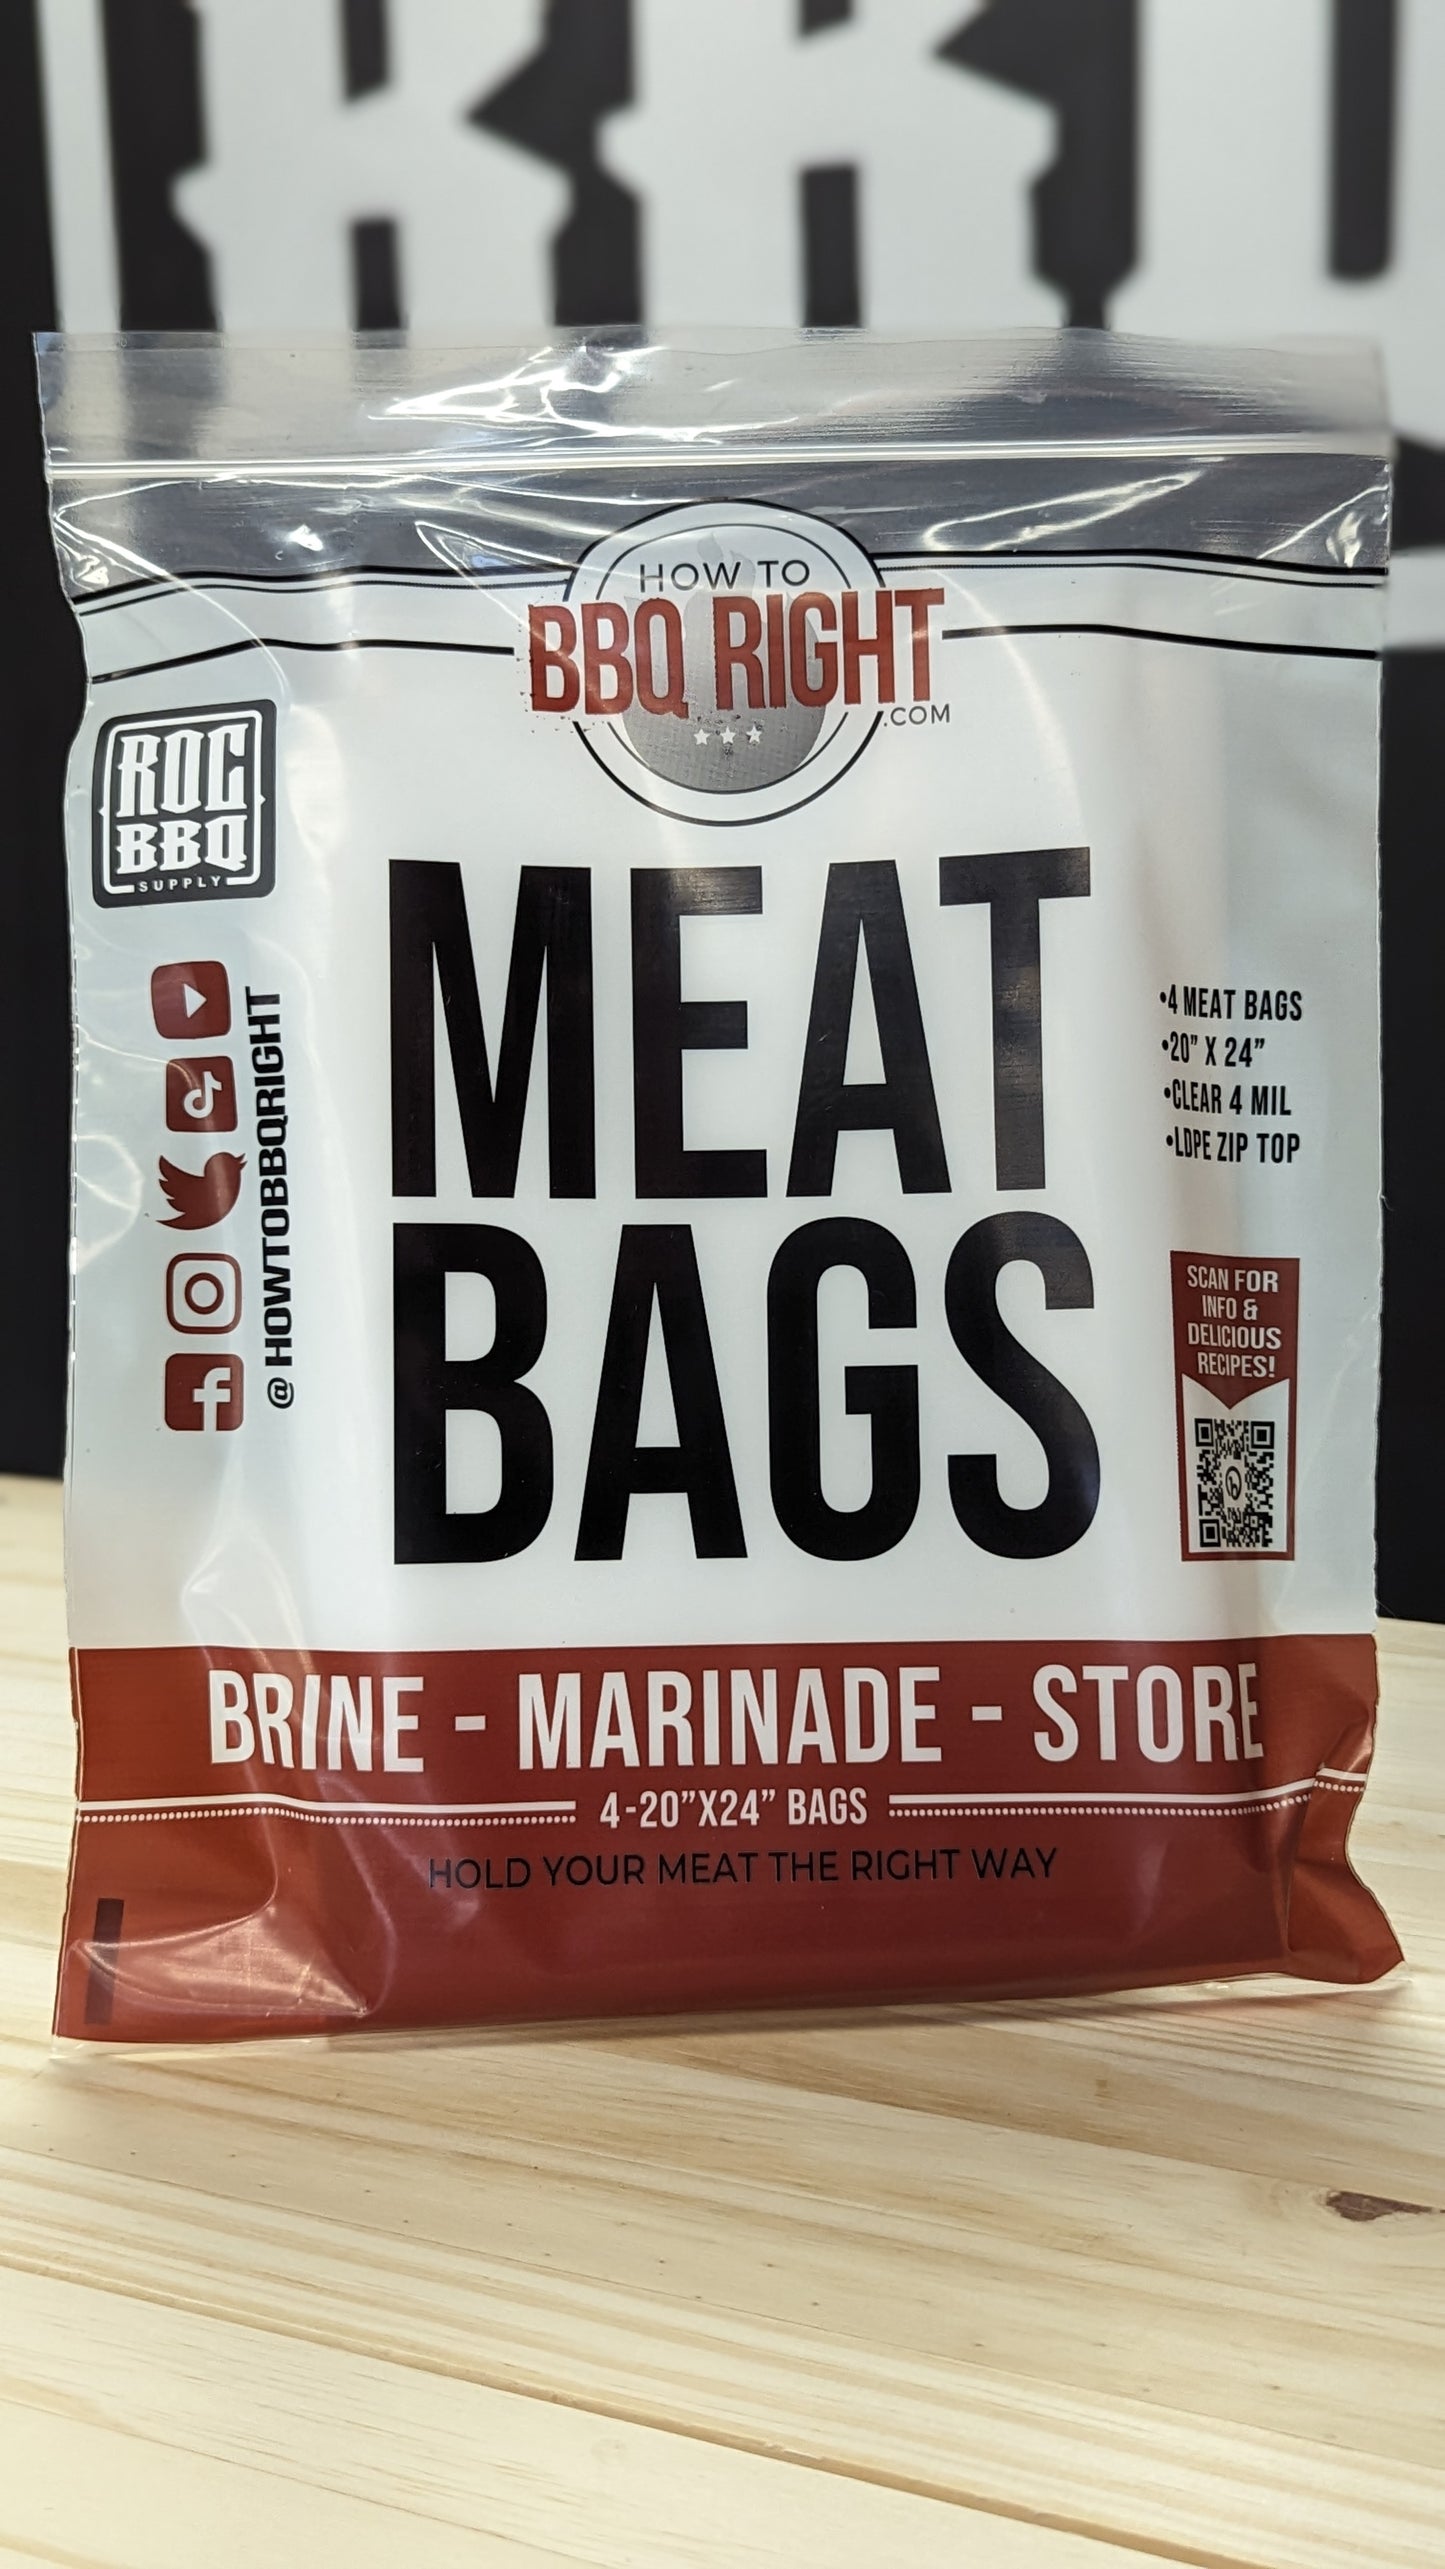 HOW TO
BBQ RIGHT
.COM
ROC
BBQ
SUPPLY
@HOWTOBBQRIGHT
MEAT
BAGS
•4 MEAT BAGS
•20" X 24"
•CLEAR 4 MIL
•LDPE ZIP TOP
SCAN FOR
INFO &
DELICIOUS
RECIPES!
BRINE - MARINADE - STORE
4-20"X24" BAGS
HOLD YOUR MEAT THE RIGHT WAY